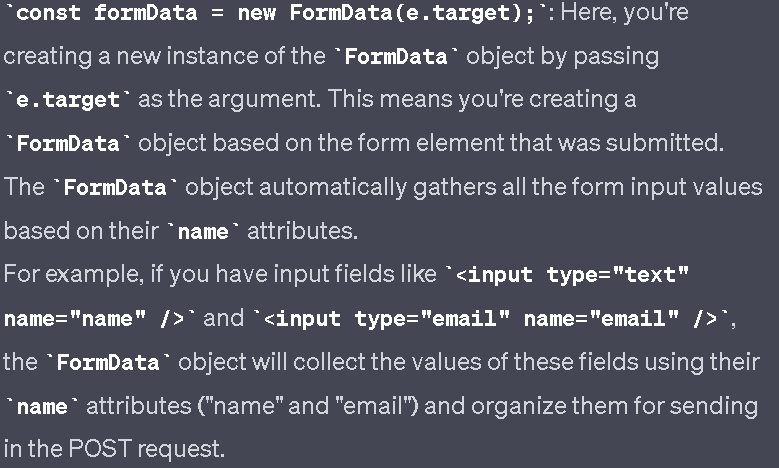 `const formData = new FormData(e.target);`: Here, you're
creating a new instance of the `FormData` object by passing
`e.target` as the argument. This means you're creating a
`FormData` object based on the form element that was submitted.
The `FormData` object automatically gathers all the form input values
based on their `name` attributes.
For example, if you have input fields like `<input type="text"
name="name" />` and `<input type="email" name="email" />`,
the `FormData` object will collect the values of these fields using their
`name` attributes ("name" and "email") and organize them for sending
in the POST request.